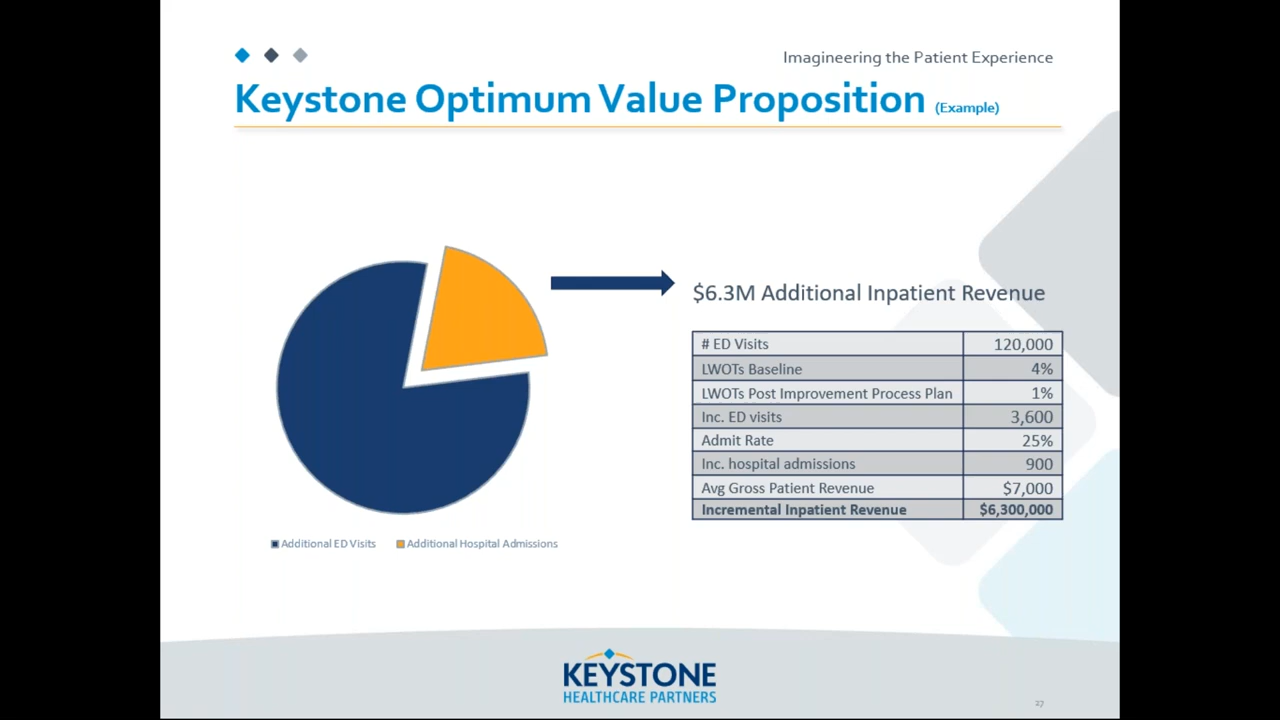 Imagineering the Patient Experience
Keystone Optimum Value Proposition (Example)
$6.3M Additional Inpatient Revenue
# ED Visits 120,000
LWOTs Baseline 4%
LWOTs Post Improvement Process Plan 1%
Inc. ED visits 3,600
Admit Rate 25%
Inc. hospital admissions 900
Avg Gross Patient Revenue $7,000
Incremental Inpatient Revenue $6,300,000
Additional ED Visits Additional Hospital Admissions
KEYSTONE
HEALTHCARE PARTNERS
27